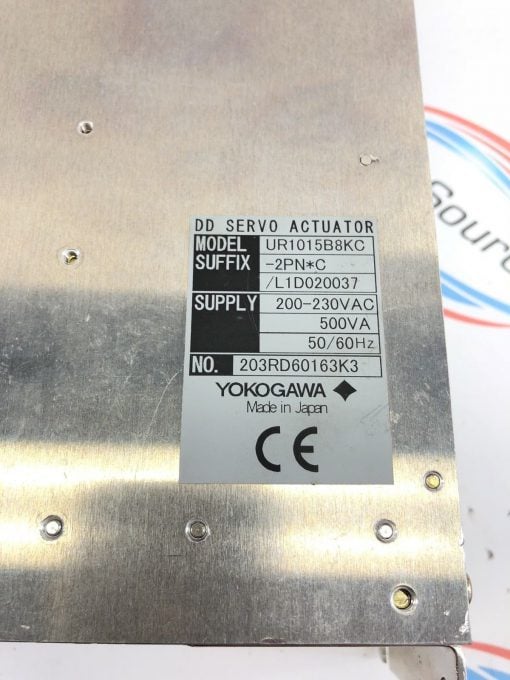 DD SERVO ACTUATOR
MODEL UR1015B8KC
SUFFIX -2PN*C
/L1D020037
SUPPLY 200-230VAC
500VA
50/60Hz
NO. 203RD60163K3
YOKOGAWA
Made in Japan
CE
Source